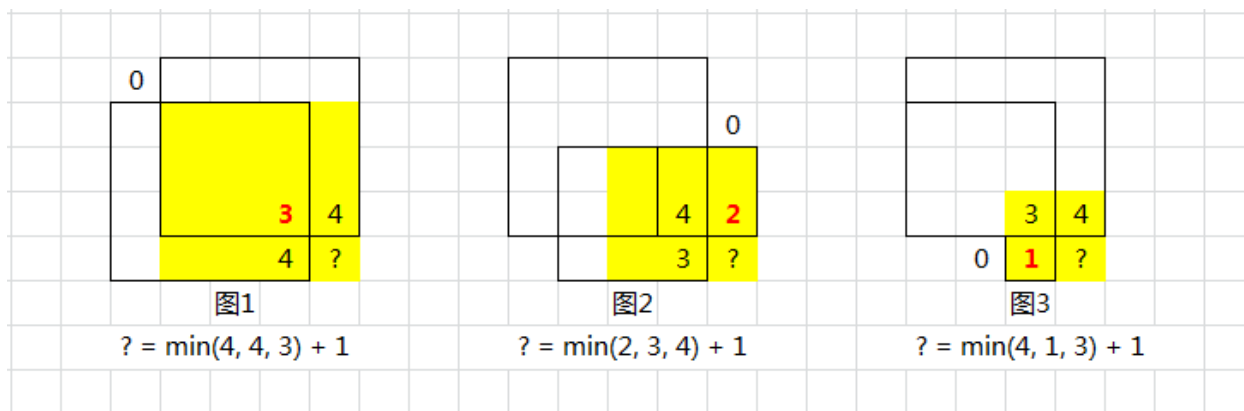 0
0
3 4
4 2
3 4
4 ?
3 ?
0 1 ?
图1
图2
图3
? = min(4, 4, 3) + 1
? = min(2, 3, 4) + 1
? = min(4, 1, 3) + 1